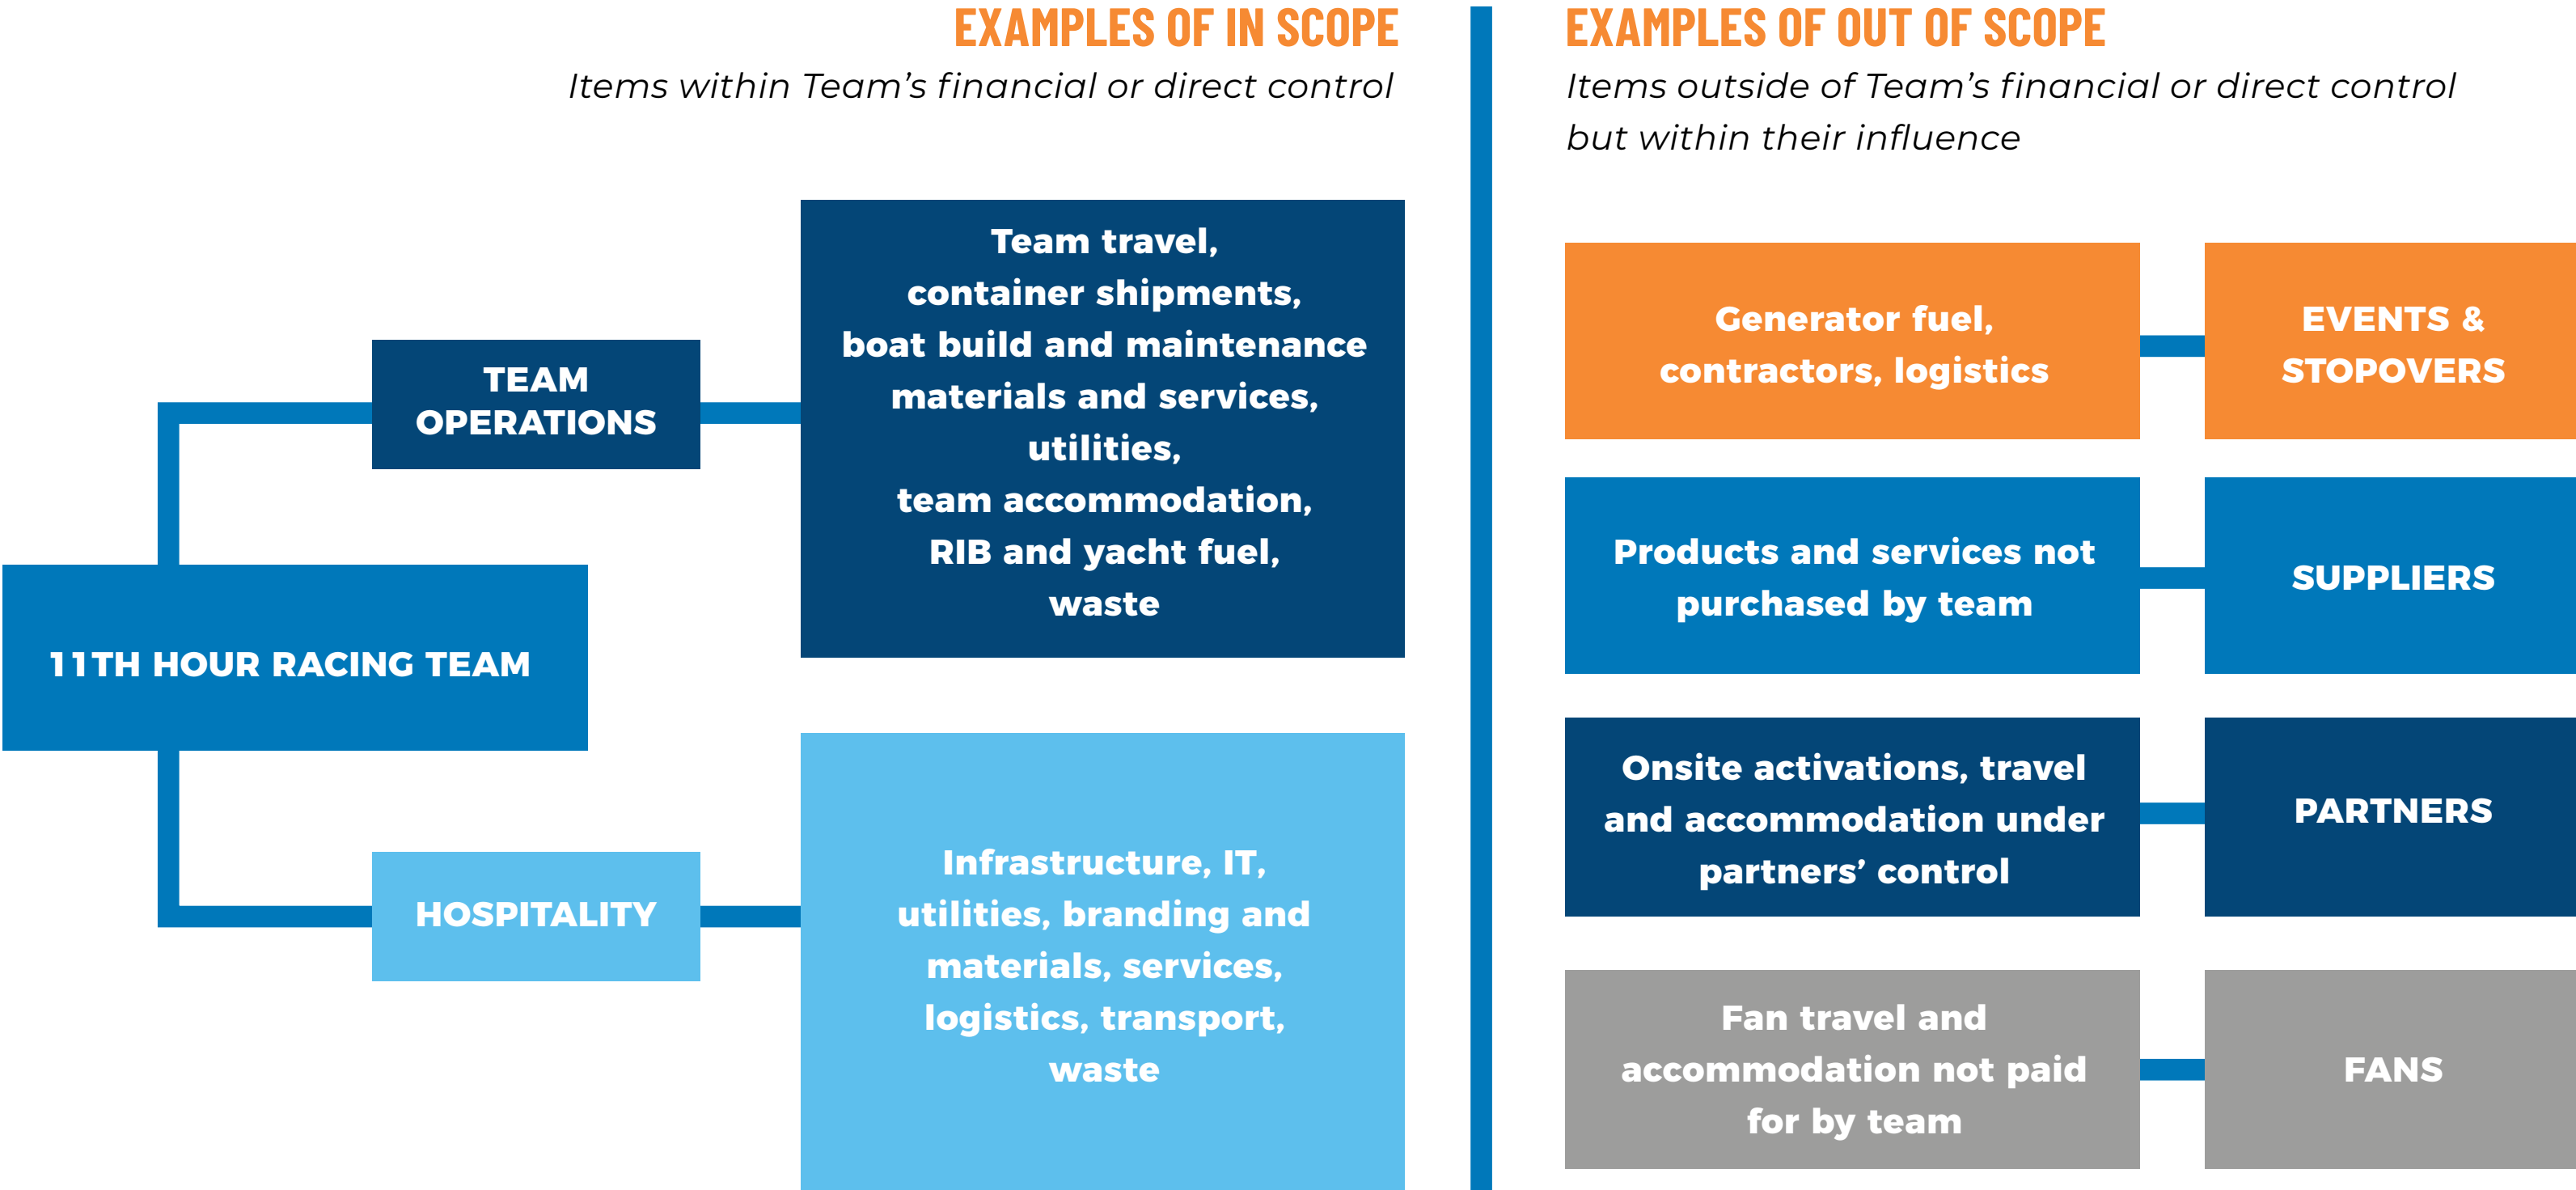 EXAMPLES OF IN SCOPE
Items within Team’s financial or direct control
TEAM
OPERATIONS
Team travel,
container shipments,
boat build and maintenance
materials and services,
utilities,
team accommodation,
RIB and yacht fuel,
waste
11TH HOUR RACING TEAM
HOSPITALITY
Infrastructure, IT,
utilities, branding and
materials, services,
logistics, transport,
waste
EXAMPLES OF OUT OF SCOPE
Items outside of Team’s financial or direct control
but within their influence
Generator fuel,
contractors, logistics
EVENTS &
STOPOVERS
Products and services not
purchased by team
SUPPLIERS
Onsite activations, travel
and accommodation under
partners’ control
PARTNERS
Fan travel and
accommodation not paid
for by team
FANS